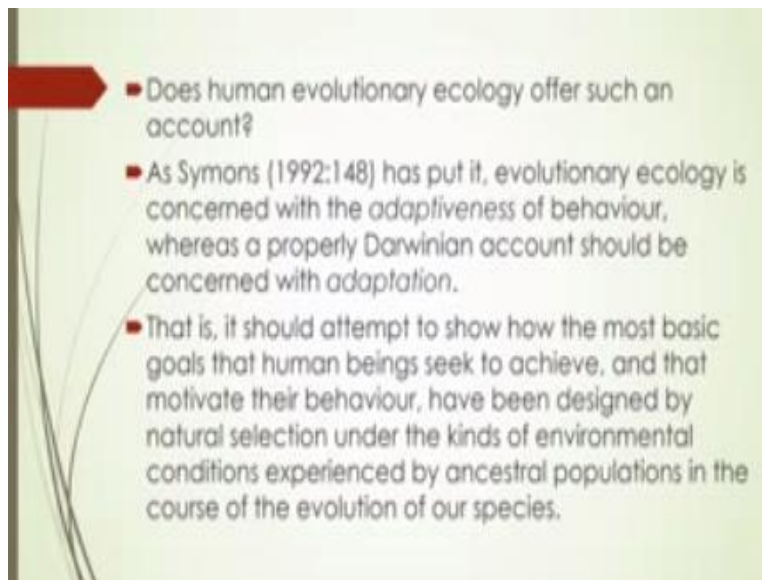 Does human evolutionary ecology offer such an
account?
As Symons (1992:148) has put it, evolutionary ecology is
concerned with the adaptiveness of behaviour,
whereas a properly Darwinian account should be
concerned with adaptation.
That is, it should attempt to show how the most basic
goals that human beings seek to achieve, and that
motivate their behaviour, have been designed by
natural selection under the kinds of environmental
conditions experienced by ancestral populations in the
course of the evolution of our species.